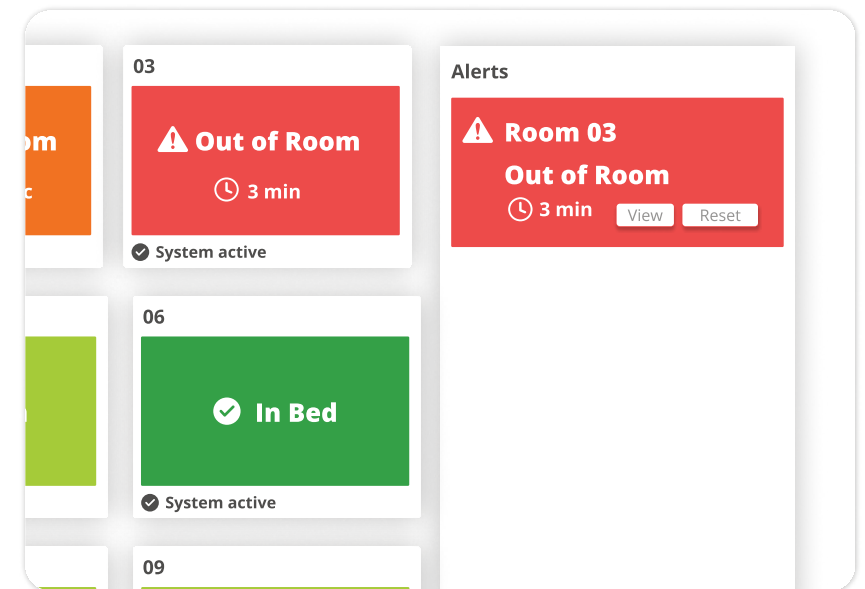 03
Out of Room
3 min
System active
06
In Bed
System active
09
Alerts
Room 03
Out of Room
3 min
View
Reset